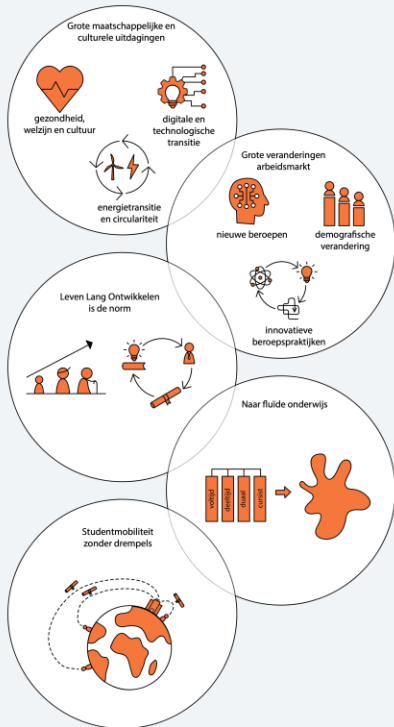 Grote maatschappelijke en
culturele uitdagingen
gezondheid,
welzijn en cultuur
digitale en
technologische
transitie
energietransitie
en circulariteit
Grote veranderingen
arbeidsmarkt
nieuwe beroepen
demografische
verandering
innovatieve
beroepspraktijken
Leven Lang Ontwikkelen
is de norm
Naar fluïde onderwijs
voltijd
deeltijd
duaal
cursist
Studentmobiliteit
zonder drempels